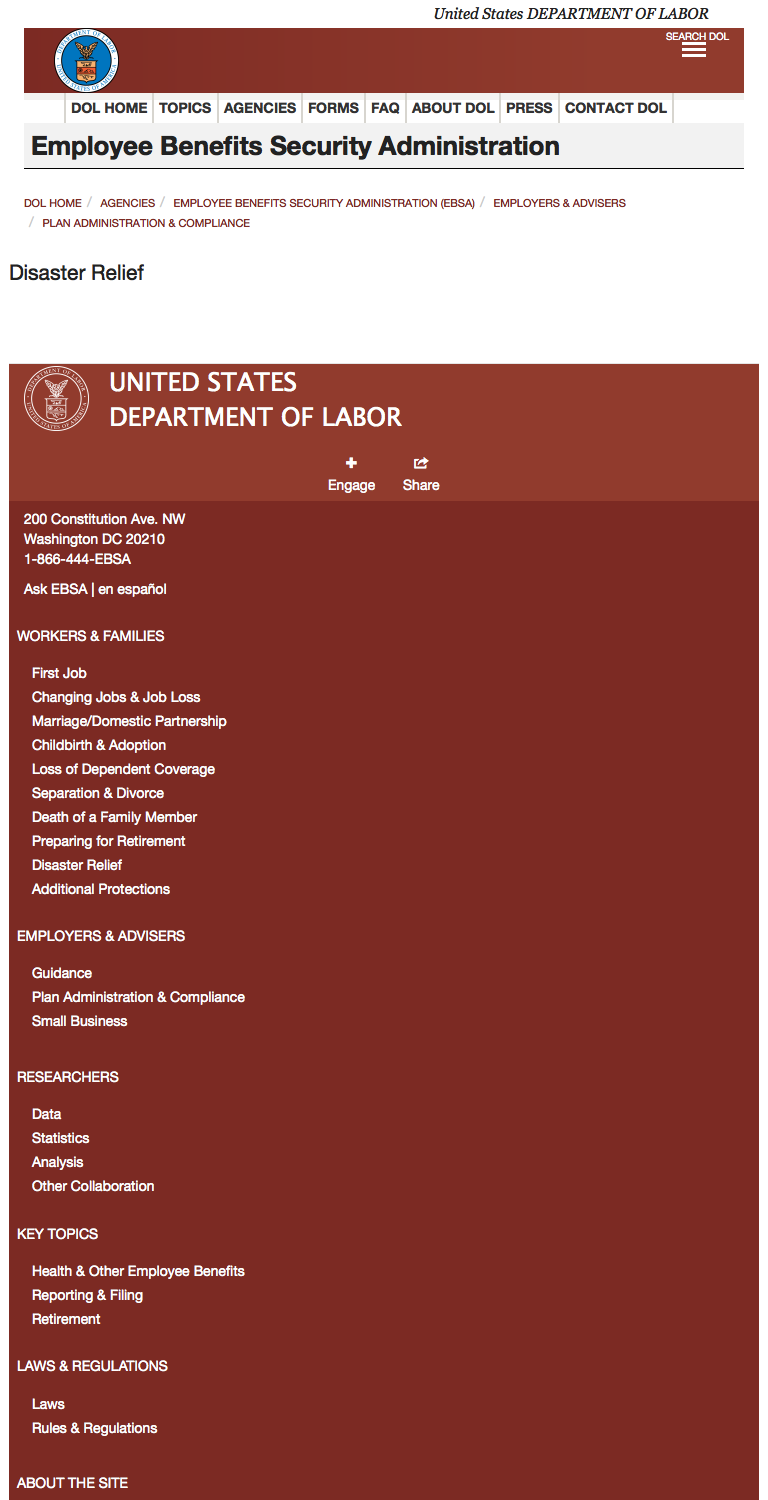 United States DEPARTMENT OF LABOR
SEARCH DOL
DOL HOME TOPICS AGENCIES FORMS FAQ ABOUT DOL PRESS CONTACT DOL
Employee Benefits Security Administration
DOL HOME / AGENCIES / EMPLOYEE BENEFITS SECURITY ADMINISTRATION (EBSA) / EMPLOYERS & ADVISERS
/ PLAN ADMINISTRATION & COMPLIANCE
Disaster Relief
UNITED STATES
DEPARTMENT OF LABOR
Engage Share
200 Constitution Ave. NW
Washington DC 20210
1-866-444-EBSA
Ask EBSA | en español
WORKERS & FAMILIES
First Job
Changing Jobs & Job Loss
Marriage/Domestic Partnership
Childbirth & Adoption
Loss of Dependent Coverage
Separation & Divorce
Death of a Family Member
Preparing for Retirement
Disaster Relief
Additional Protections
EMPLOYERS & ADVISERS
Guidance
Plan Administration & Compliance
Small Business
RESEARCHERS
Data
Statistics
Analysis
Other Collaboration
KEY TOPICS
Health & Other Employee Benefits
Reporting & Filing
Retirement
LAWS & REGULATIONS
Laws
Rules & Regulations
ABOUT THE SITE